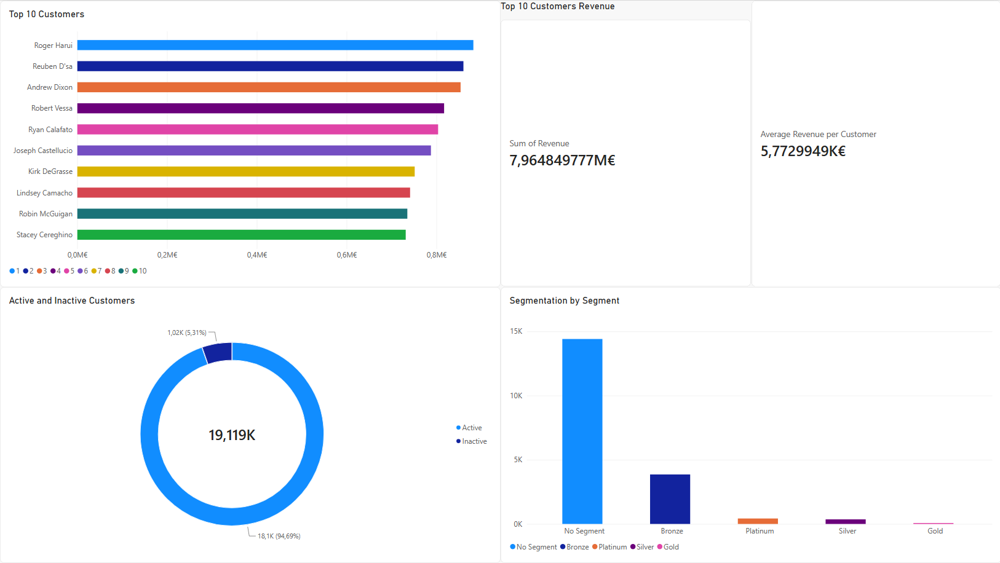 Top 10 Customers
Roger Harui
Reuben D'sa
Andrew Dixon
Robert Vessa
Ryan Calafato
Joseph Castellucio
Kirk DeGrasse
Lindsey Camacho
Robin McGuigan
Stacey Cereghino
0,0M€ 0,2M€ 0,4M€ 0,6M€ 0,8M€
1 2 3 4 5 6 7 8 9 10
Top 10 Customers Revenue
Sum of Revenue
7,964849777M€
Average Revenue per Customer
5,7729949K€
Active and Inactive Customers
1,02K (5,31%)
19,119K
18,1K (94,69%)
Active
Inactive
Segmentation by Segment
15K
10K
5K
0K
No Segment Bronze Platinum Silver Gold
No Segment Bronze Platinum Silver Gold